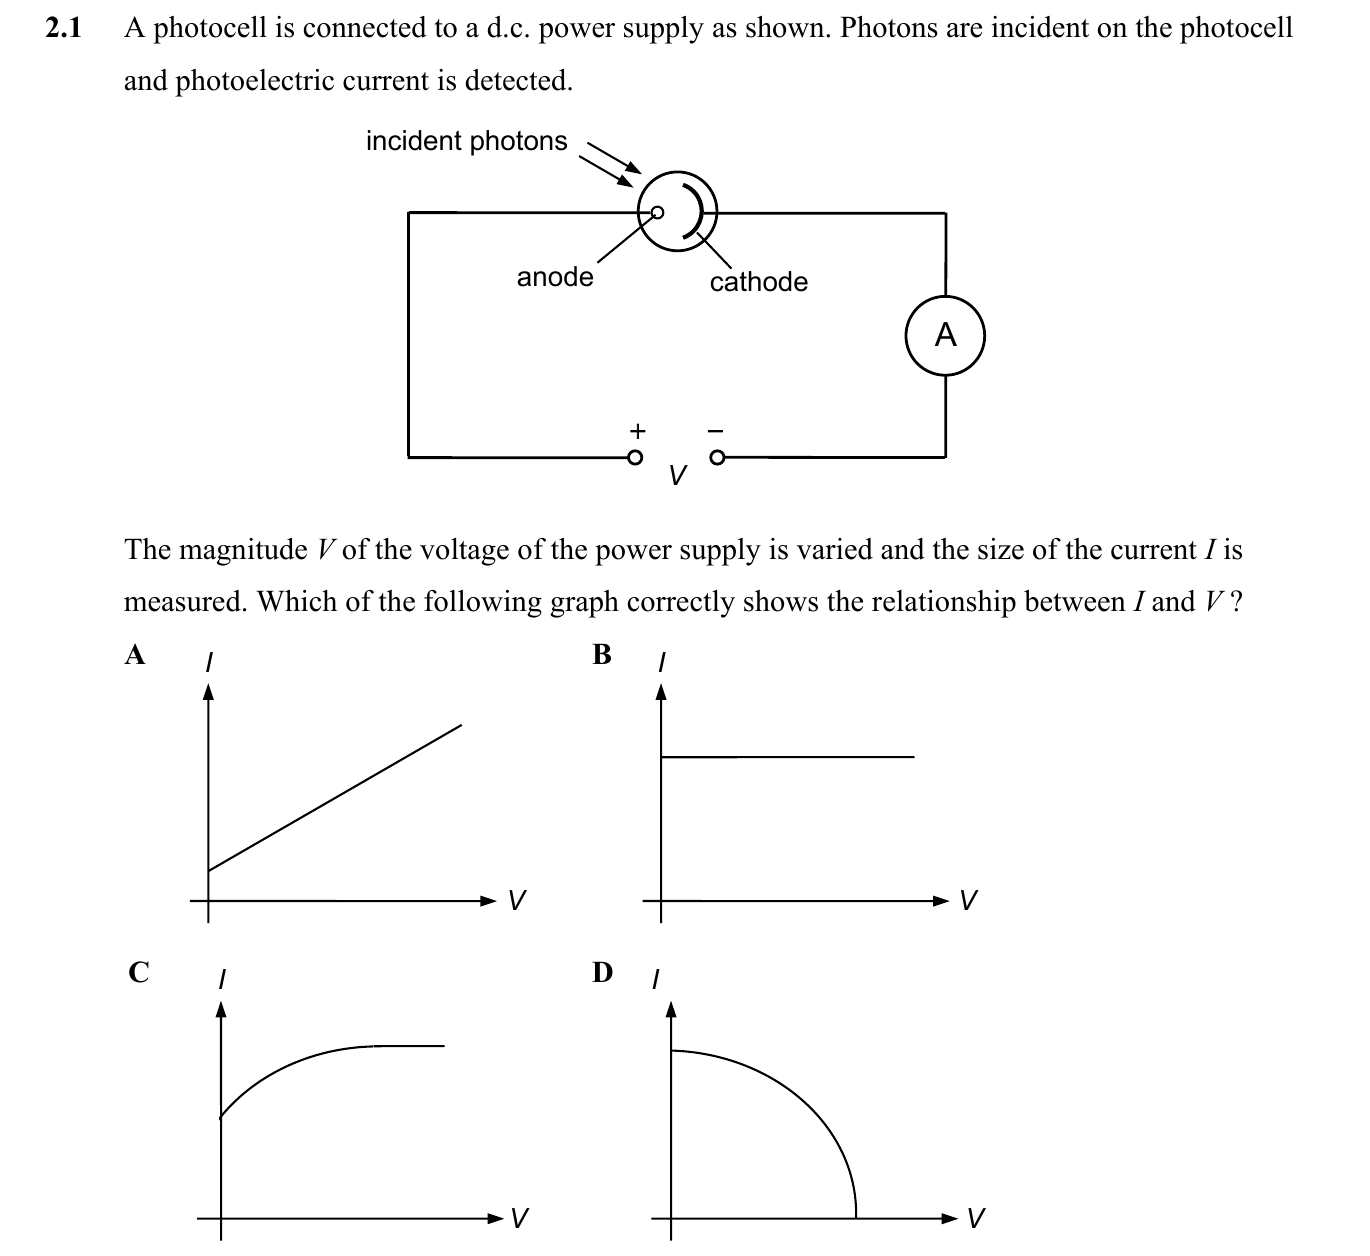 2.1 A photocell is connected to a d.c. power supply as shown. Photons are incident on the photocell
and photoelectric current is detected.
incident photons
anode
cathode
A
+ −
V
The magnitude V of the voltage of the power supply is varied and the size of the current I is
measured. Which of the following graph correctly shows the relationship between I and V ?
A I
V
B I
V
C I
V
D I
V